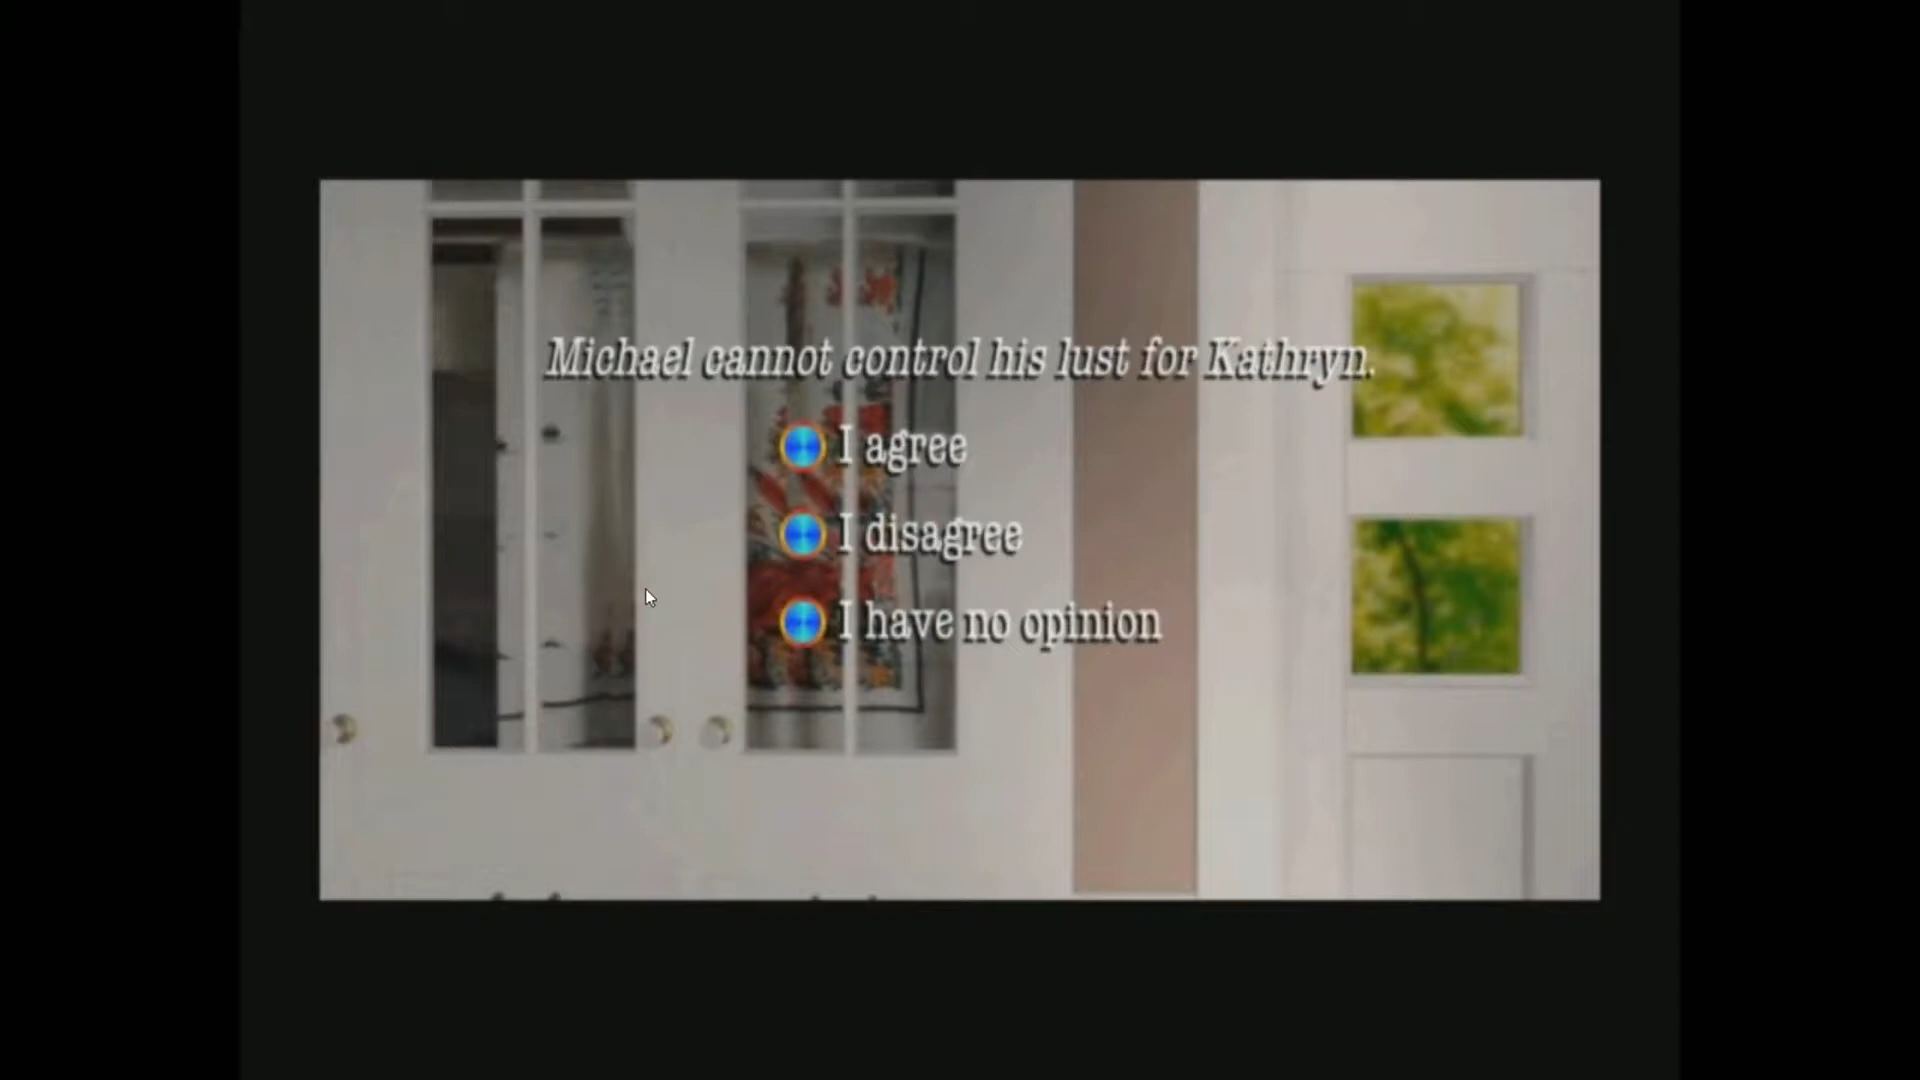 Michael cannot control his lust for Kathryn.
I agree
I disagree
I have no opinion